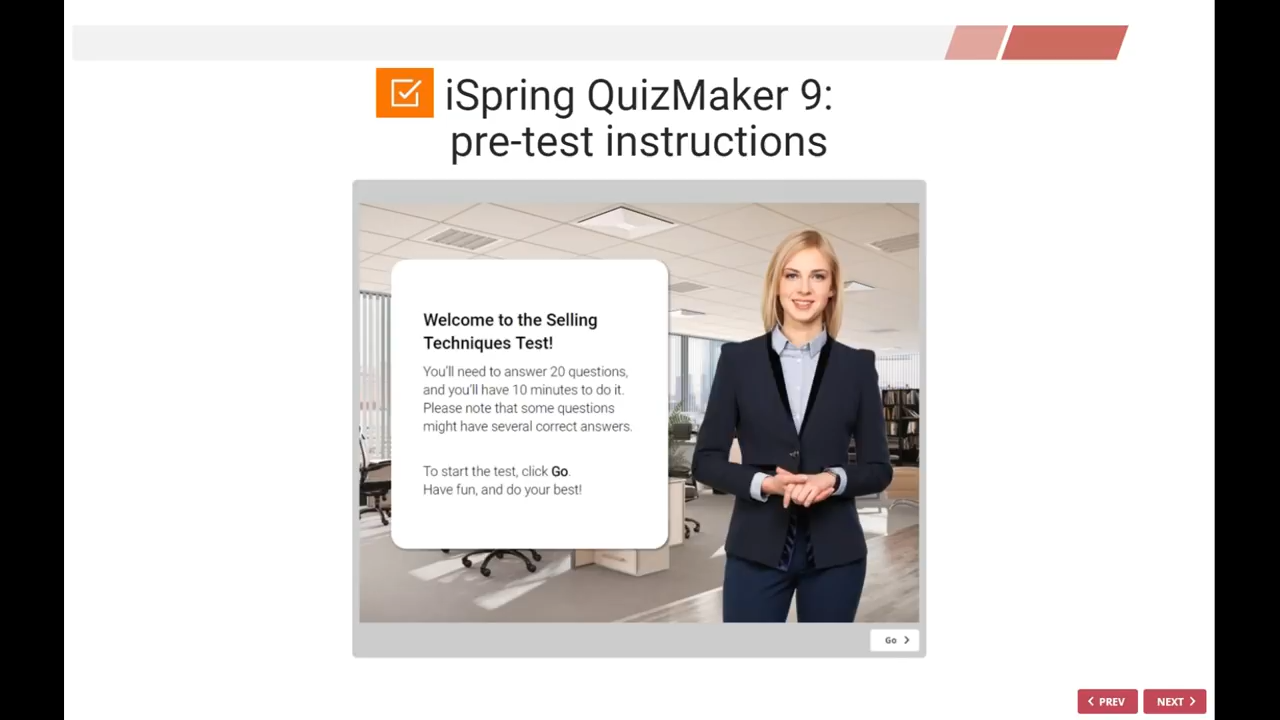 iSpring QuizMaker 9:
pre-test instructions
Welcome to the Selling
Techniques Test!
You'll need to answer 20 questions,
and you'll have 10 minutes to do it.
Please note that some questions
might have several correct answers.
To start the test, click Go.
Have fun, and do your best!
Go
PREV
NEXT